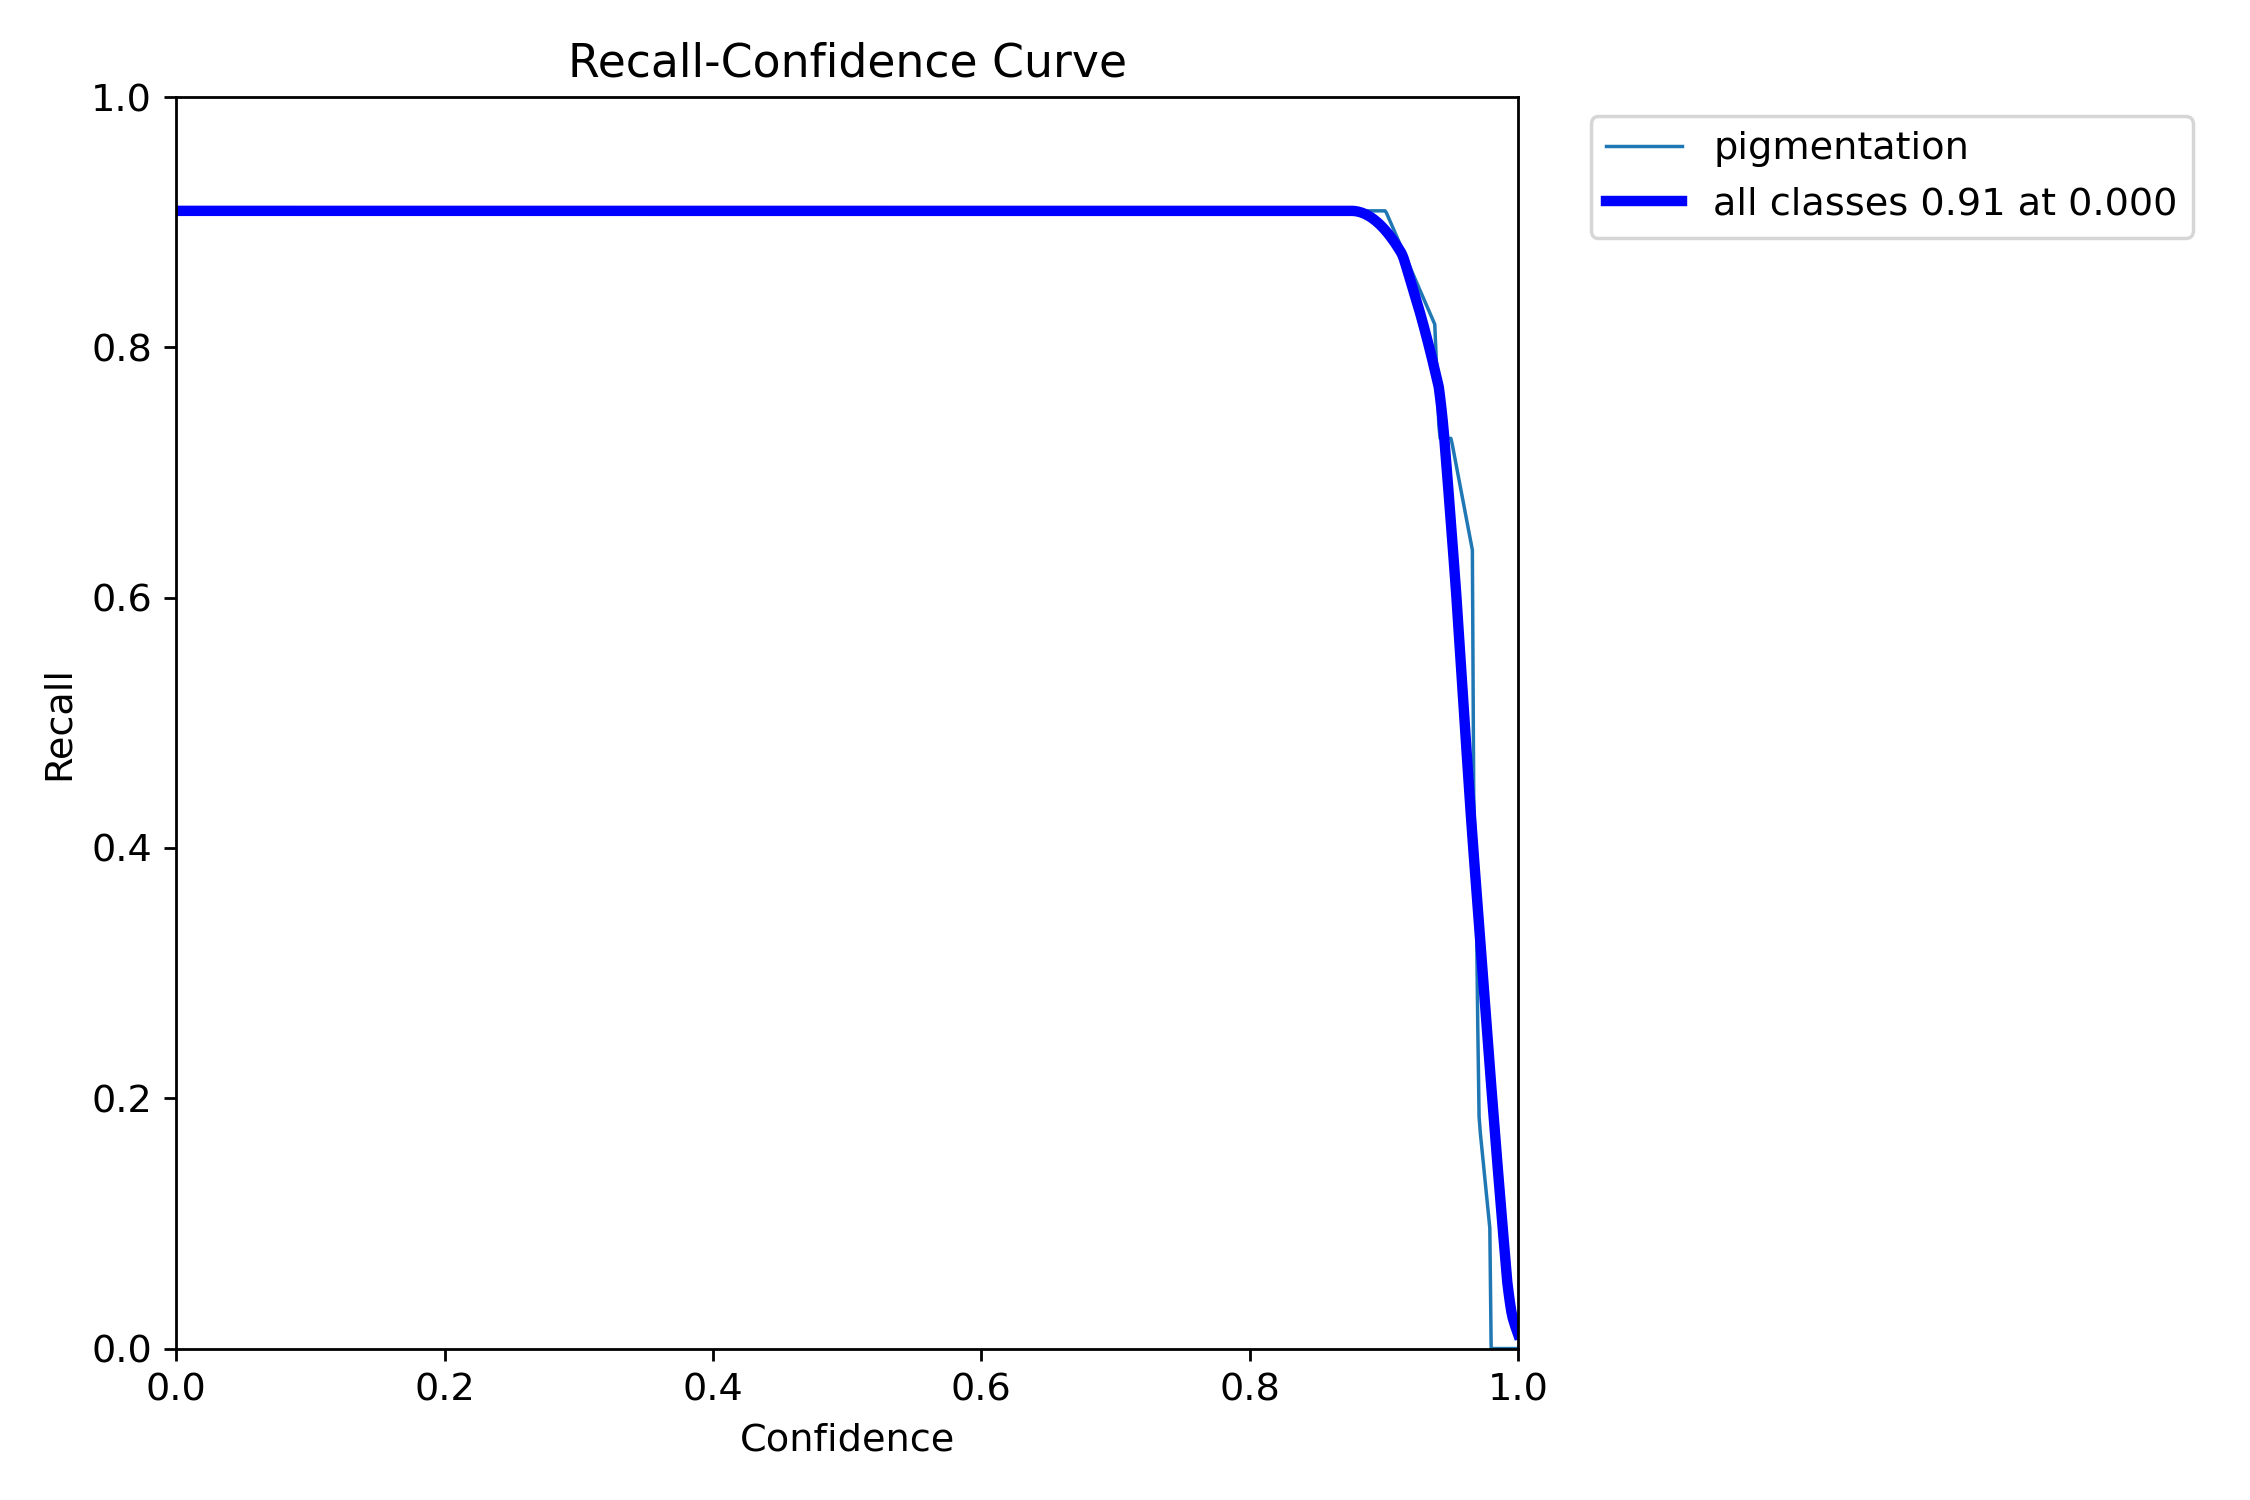 Recall-Confidence Curve
pigmentation
all classes 0.91 at 0.000
1.0
0.8
0.6
0.4
0.2
0.0
Recall
0.0 0.2 0.4 0.6 0.8 1.0
Confidence